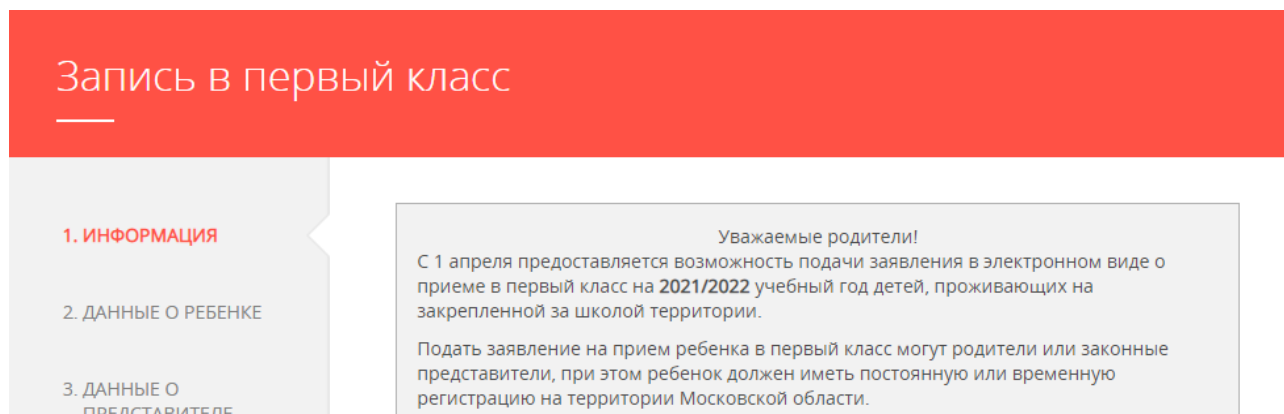 Запись в первый класс
1. ИНФОРМАЦИЯ
2. ДАННЫЕ О РЕБЕНКЕ
3. ДАННЫЕ О
ПРЕДСТАВИТЕЛЕ
Уважаемые родители!
С 1 апреля предоставляется возможность подачи заявления в электронном виде о
приеме в первый класс на 2021/2022 учебный год детей, проживающих на
закрепленной за школой территории.
Подать заявление на прием ребенка в первый класс могут родители или законные
представители, при этом ребенок должен иметь постоянную или временную
регистрацию на территории Московской области.